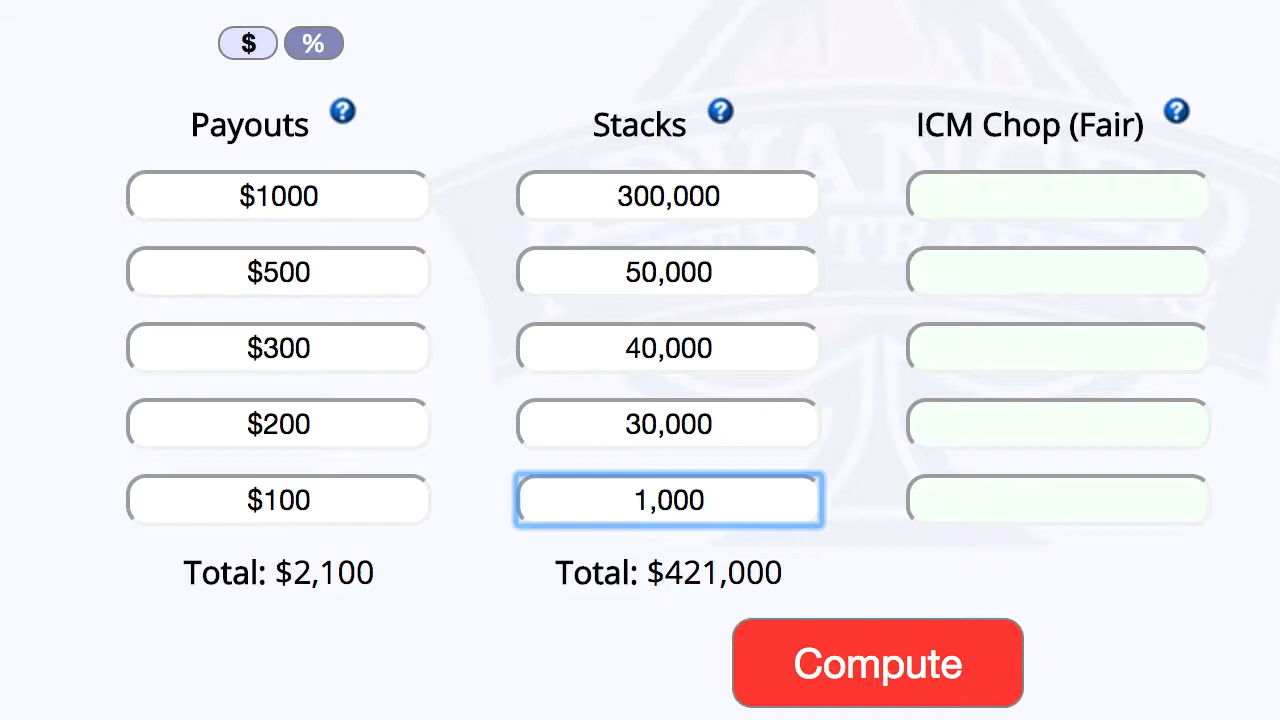 $ %
Payouts ? Stacks ? ICM Chop (Fair) ?
$1000 300,000
$500 50,000
$300 40,000
$200 30,000
$100 1,000
Total: $2,100 Total: $421,000
Compute